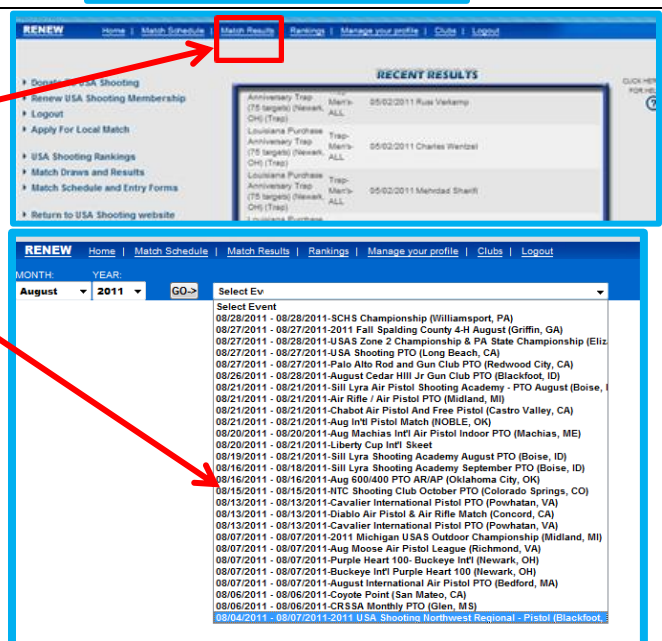 RENEW Home | Match Schedule | Match Results | Rankings | Manage your profile | Clubs | Logout
RECENT RESULTS
CLICK HER
FOR HEL
Donate to USA Shooting
Renew USA Shooting Membership
Logout
Apply For Local Match
USA Shooting Rankings
Match Draws and Results
Match Schedule and Entry Forms
Return to USA Shooting website
Anniversary Trap
(75 targets) (Newark,
OH) (Trap)
Men's-
ALL
05/02/2011 Russ Verkamp
Louisiana Purchase
Anniversary Trap
(75 targets) (Newark,
OH) (Trap)
Trap-
Men's-
ALL
05/02/2011 Charles Wentzel
Louisiana Purchase
Anniversary Trap
(75 targets) (Newark,
OH) (Trap)
Trap-
Men's-
ALL
05/02/2011 Mehrdad Sharifi
Louisiana Purchase
RENEW Home | Match Schedule | Match Results | Rankings | Manage your profile | Clubs | Logout
MONTH: YEAR:
August 2011 GO-> Select Ev
Select Event
08/28/2011 - 08/28/2011-SCHS Championship (Williamsport, PA)
08/27/2011 - 08/27/2011-2011 Fall Spalding County 4-H August (Griffin, GA)
08/27/2011 - 08/28/2011-USAS Zone 2 Championship & PA State Championship (Eliz
08/27/2011 - 08/27/2011-USA Shooting PTO (Long Beach, CA)
08/27/2011 - 08/27/2011-Palo Alto Rod and Gun Club PTO (Redwood City, CA)
08/26/2011 - 08/26/2011-August Cedar HIll Jr Gun Club PTO (Blackfoot, ID)
08/21/2011 - 08/21/2011-Sill Lyra Air Pistol Shooting Academy - PTO August (Boise, I
08/21/2011 - 08/21/2011-Air Rifle / Air Pistol PTO (Midland, MI)
08/21/2011 - 08/21/2011-Chabot Air Pistol And Free Pistol (Castro Valley, CA)
08/21/2011 - 08/21/2011-Aug Int'l Pistol Match (NOBLE, OK)
08/20/2011 - 08/20/2011-Aug Machias Int'l Air Pistol Indoor PTO (Machias, ME)
08/20/2011 - 08/21/2011-Liberty Cup Int'l Skeet
08/19/2011 - 08/21/2011-Sill Lyra Shooting Academy August PTO (Boise, ID)
08/16/2011 - 08/18/2011-Sill Lyra Shooting Academy September PTO (Boise, ID)
08/16/2011 - 08/16/2011-Aug 600/400 PTO AR/AP (Oklahoma City, OK)
08/15/2011 - 08/15/2011-NTC Shooting Club October PTO (Colorado Springs, CO)
08/13/2011 - 08/13/2011-Cavalier International Pistol PTO (Powhatan, VA)
08/13/2011 - 08/13/2011-Diablo Air Pistol & Air Rifle Match (Concord, CA)
08/13/2011 - 08/13/2011-Cavalier International Pistol PTO (Powhatan, VA)
08/07/2011 - 08/07/2011-2011 Michigan USAS Outdoor Championship (Midland, MI)
08/07/2011 - 08/07/2011-Aug Moose Air Pistol League (Richmond, VA)
08/07/2011 - 08/07/2011-Purple Heart 100- Buckeye Int'l (Newark, OH)
08/07/2011 - 08/07/2011-Buckeye Int'l Purple Heart 100 (Newark, OH)
08/07/2011 - 08/07/2011-August International Air Pistol PTO (Bedford, MA)
08/06/2011 - 08/06/2011-Coyote Point (San Mateo, CA)
08/06/2011 - 08/06/2011-CRSSA Monthly PTO (Glen, MS)
08/04/2011 - 08/07/2011-2011 USA Shooting Northwest Regional - Pistol (Blackfoot,